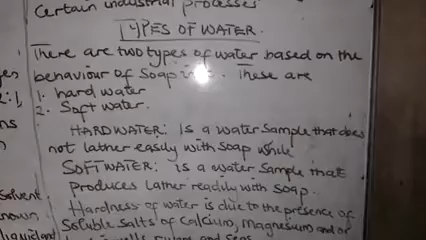 Certain industrial processes
TYPES OF WATER.
There are two types of water based on the
behaviour of Soap. These are
1. hard water
2. Soft water.
HARDWATER: Is a water Sample that does
not lather easily with Soap while
SOFTWATER: is a water Sample that
produces Lather readily with soap.
Hardness of water is due to the presence of
Soluble Salts of Calcium, Magnesium and or
Solvent